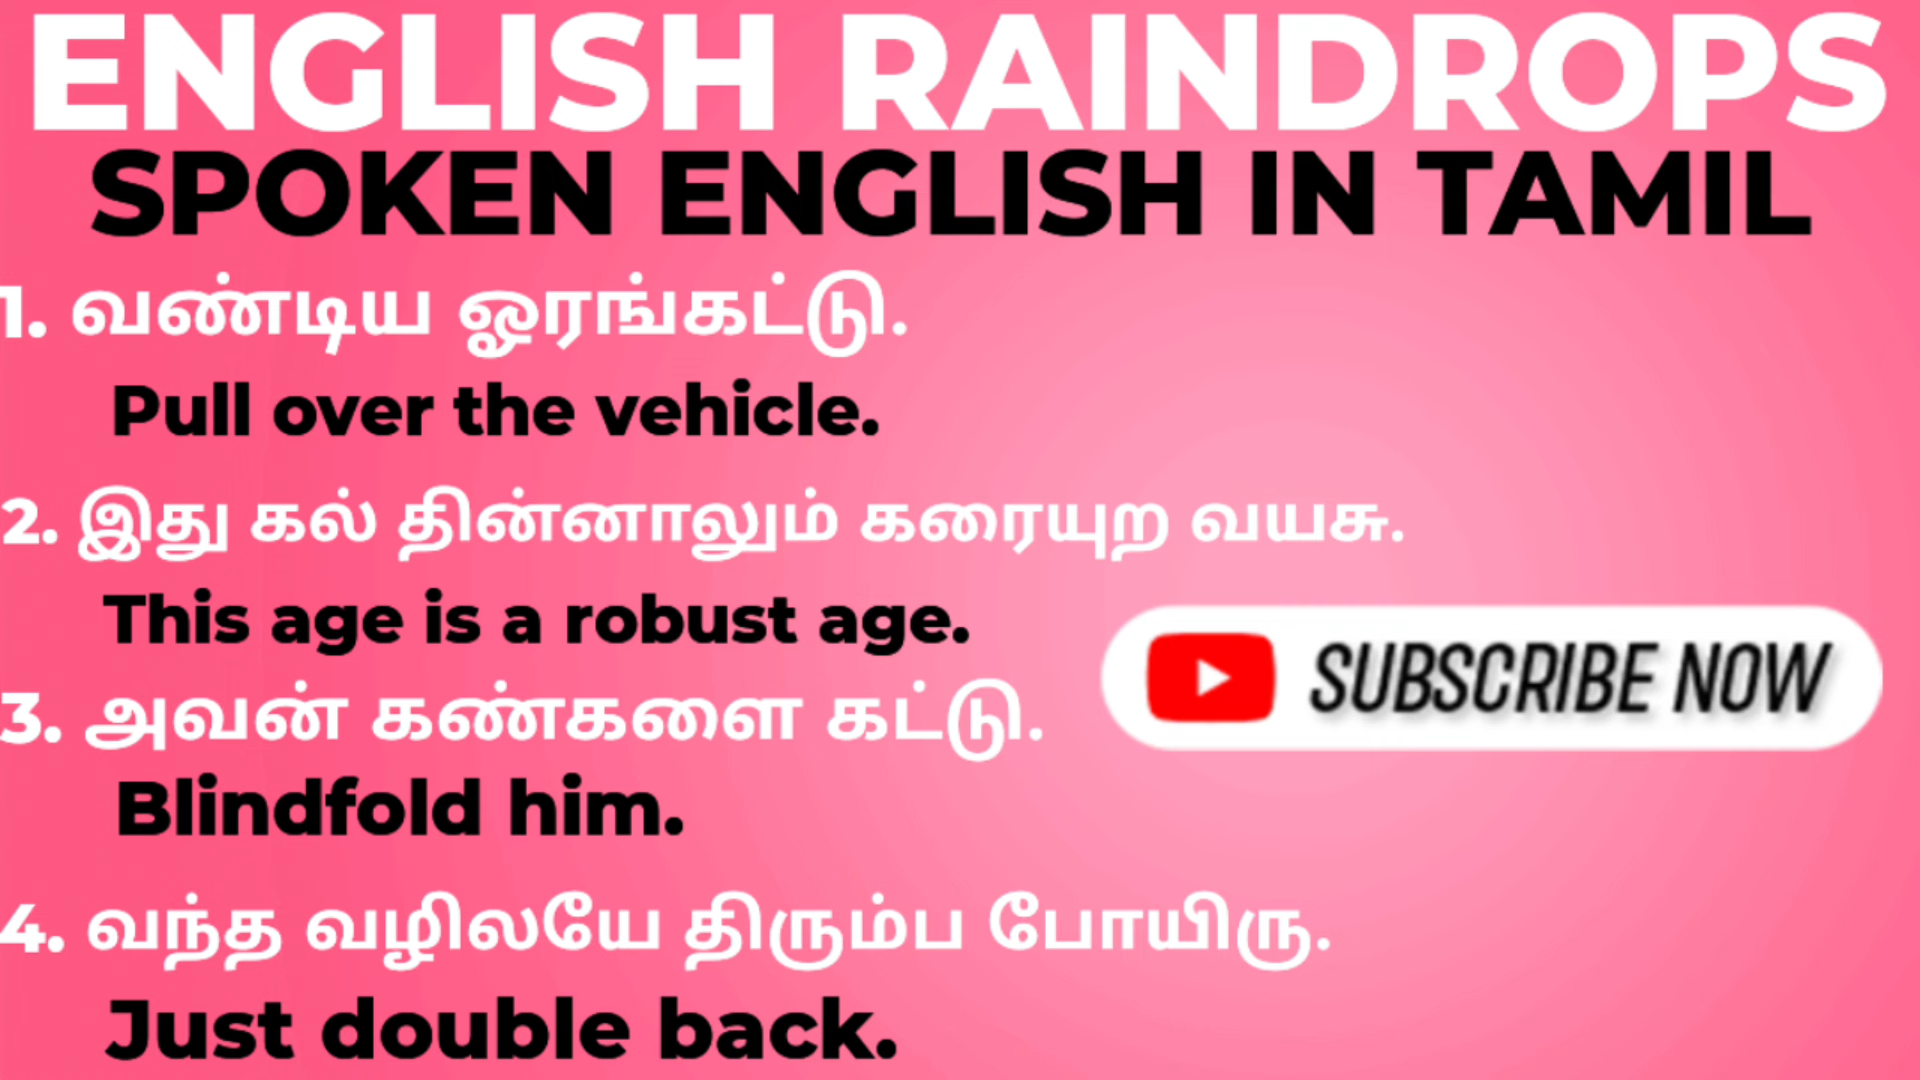 ENGLISH RAINDROPS
SPOKEN ENGLISH IN TAMIL
1. வண்டிய ஓரங்கட்டு.
Pull over the vehicle.
2. இது கல் தின்னாலும் கரையுற வயசு.
This age is a robust age.
SUBSCRIBE NOW
3. அவன் கண்களை கட்டு.
Blindfold him.
4. வந்த வழிலயே திரும்ப போயிரு.
Just double back.